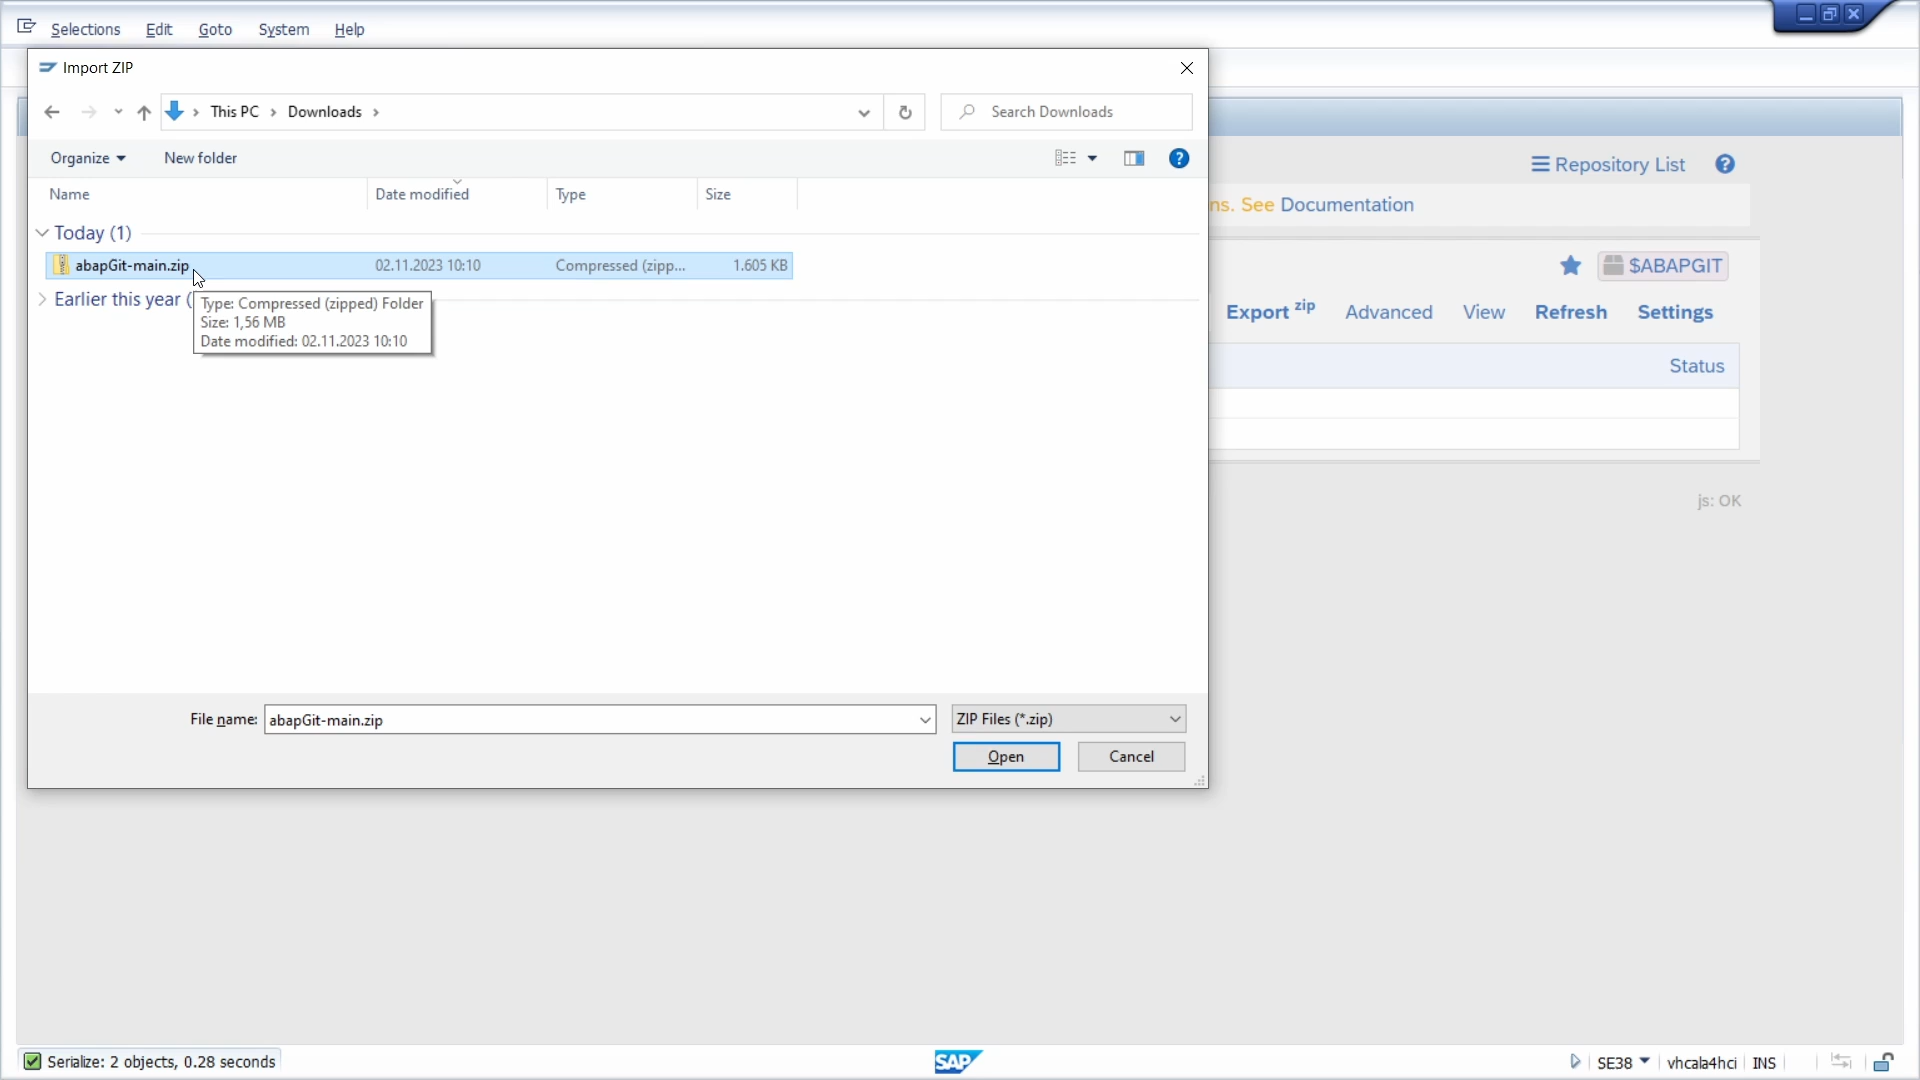 Selections Edit Goto System Help
Import ZIP
This PC Downloads
Search Downloads
Organize New folder
Name Date modified Type Size
Today (1)
abapGit-main.zip 02.11.2023 10:10 Compressed (zipp... 1.605 KB
Earlier this year (
Type: Compressed (zipped) Folder
Size: 1,56 MB
Date modified: 02.11.2023 10:10
File name: abapGit-main.zip
ZIP Files (*.zip)
Open Cancel
Repository List
ns. See Documentation
$ABAPGIT
Export zip Advanced View Refresh Settings
Status
js: OK
Serialize: 2 objects, 0.28 seconds
SAP
SE38 vhcala4hci INS